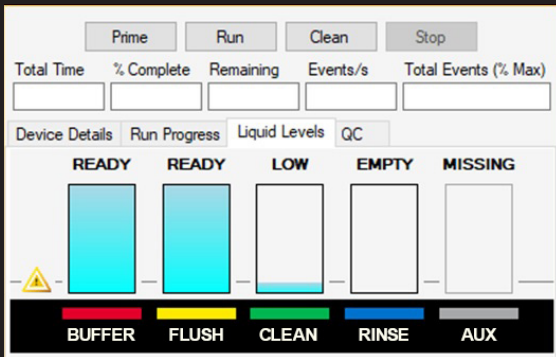 Prime Run Clean Stop
Total Time % Complete Remaining Events/s Total Events (% Max)
Device Details Run Progress Liquid Levels QC
READY READY LOW EMPTY MISSING
BUFFER FLUSH CLEAN RINSE AUX